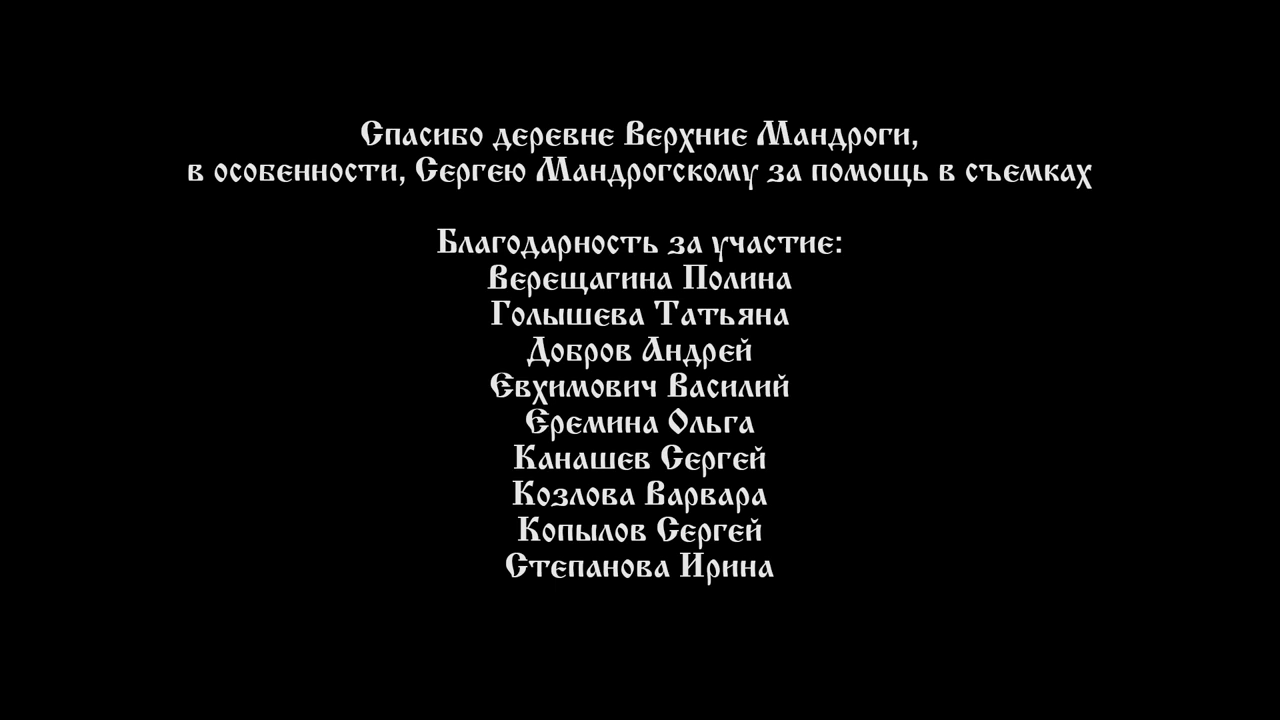 Спасибо деревне Верхние Мандроги,
в особенности, Сергею Мандрогскому за помощь в съемках
Благодарность за участие:
Верещагина Полина
Голышева Татьяна
Добров Андрей
Евхимович Василий
Еремина Ольга
Канашев Сергей
Козлова Варвара
Копылов Сергей
Степанова Ирина